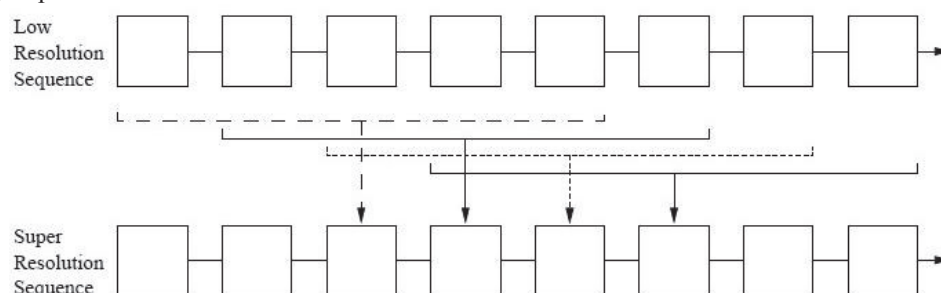 Low
Resolution
Sequence
Super
Resolution
Sequence